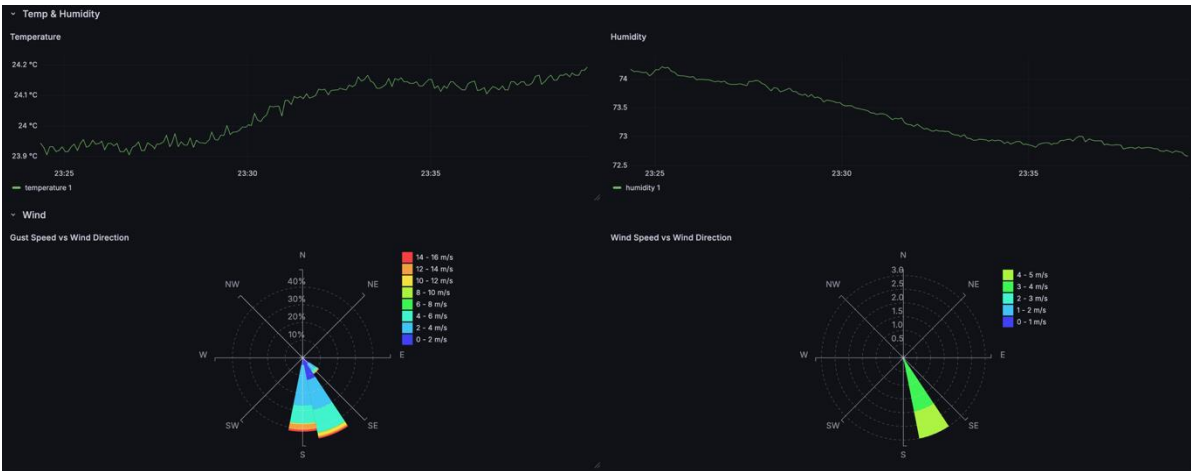 Temp & Humidity
Temperature
24.2 °C
24.1 °C
24 °C
23.9 °C
23:25
23:30
23:35
temperature 1
Humidity
74
73.5
73
72.5
23:25
23:30
23:35
humidity 1
Wind
Gust Speed vs Wind Direction
N
NE
E
SE
S
SW
W
NW
40%
30%
20%
10%
14 - 16 m/s
12 - 14 m/s
10 - 12 m/s
8 - 10 m/s
6 - 8 m/s
4 - 6 m/s
2 - 4 m/s
0 - 2 m/s
Wind Speed vs Wind Direction
N
NE
E
SE
S
SW
W
NW
3.0
2.5
2.0
1.5
1.0
0.5
4 - 5 m/s
3 - 4 m/s
2 - 3 m/s
1 - 2 m/s
0 - 1 m/s